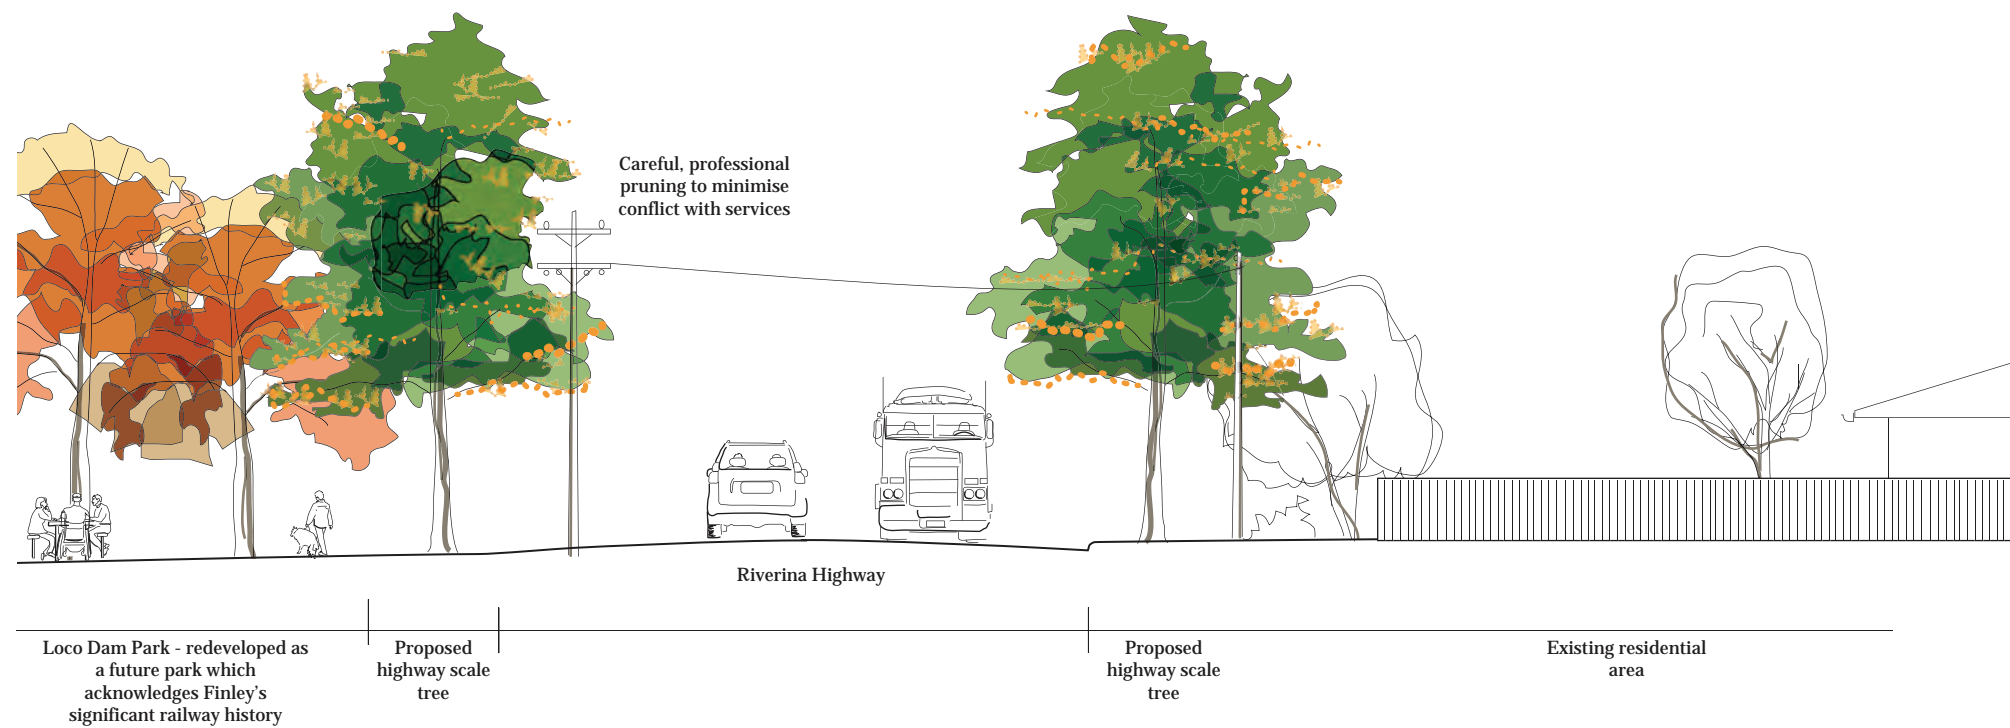 Careful, professional
pruning to minimise
conflict with services
Riverina Highway
Loco Dam Park - redeveloped as
a future park which
acknowledges Finley's
significant railway history
Proposed
highway scale
tree
Proposed
highway scale
tree
Existing residential
area